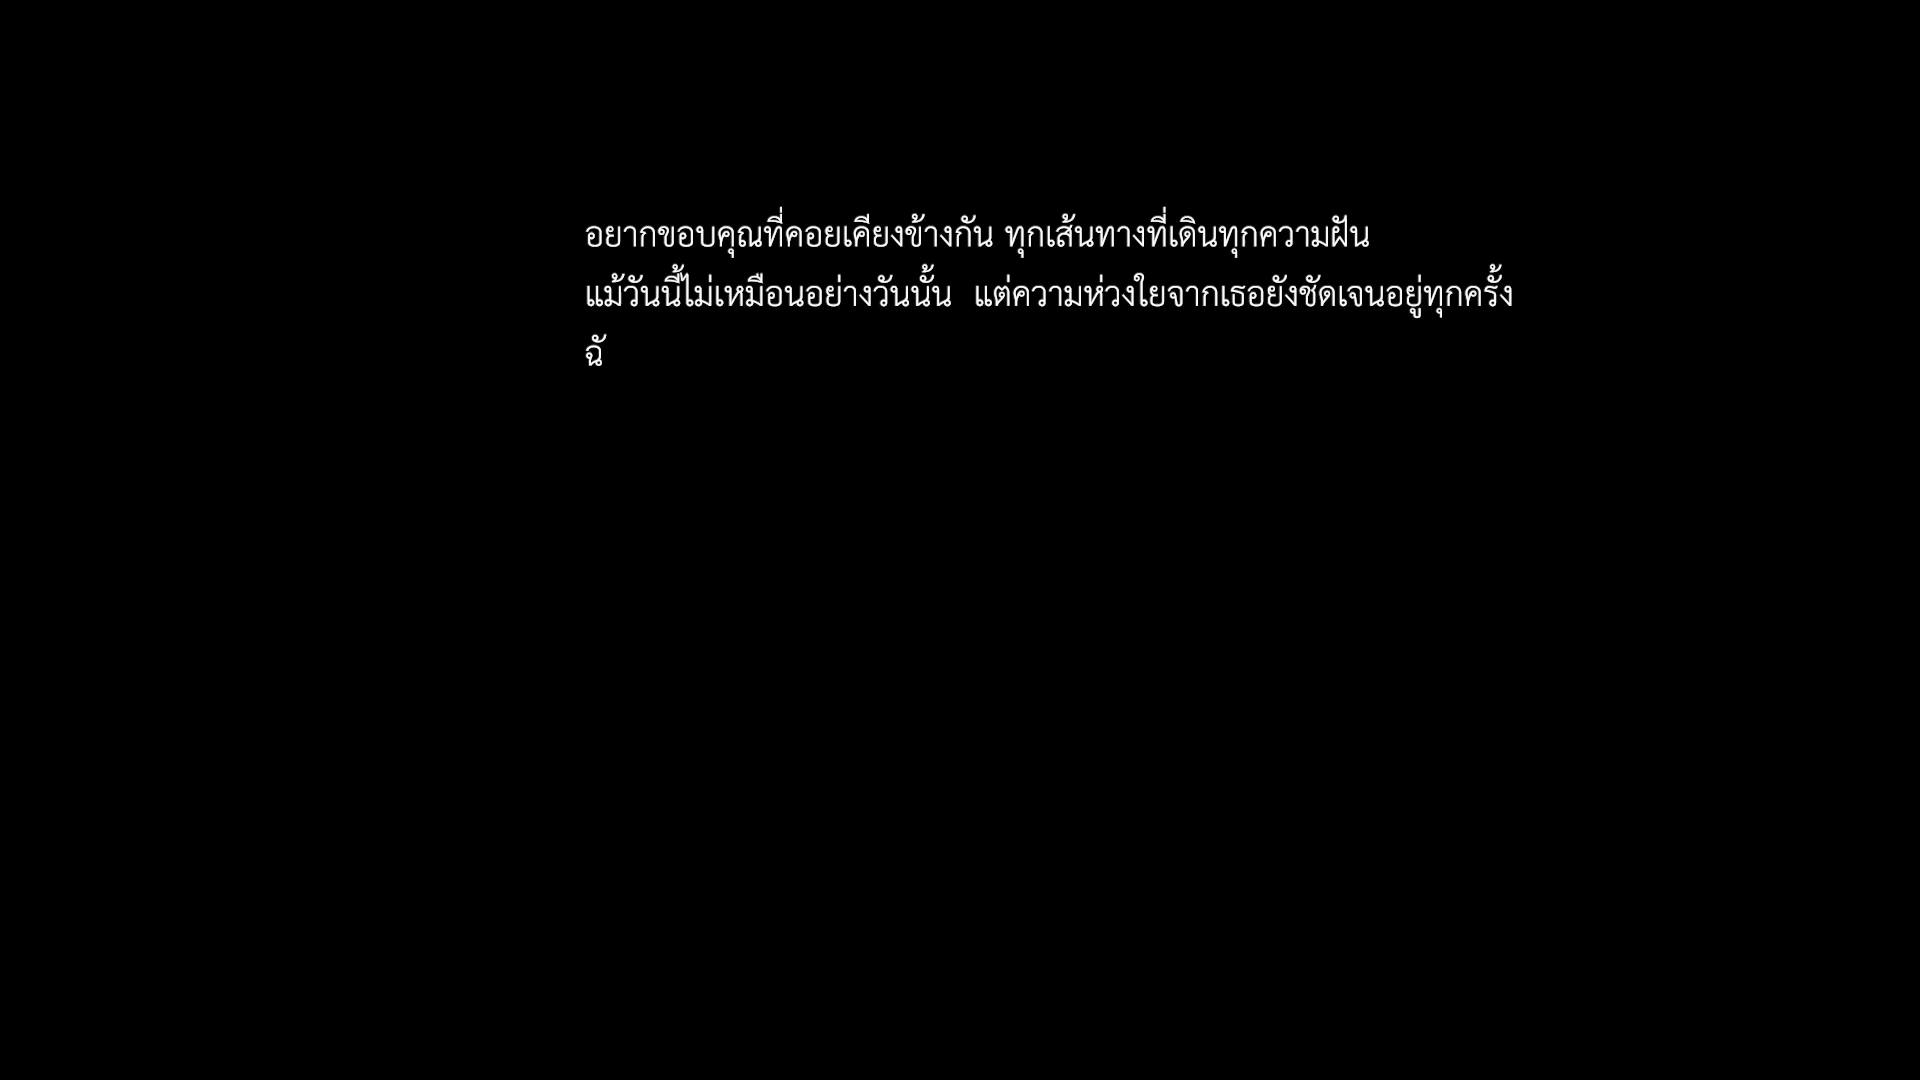 อยากขอบคุณที่คอยเคียงข้างกัน ทุกเส้นทางที่เดินทุกความฝัน
แม้วันนี้ไม่เหมือนอย่างวันนั้น  แต่ความห่วงใยจากเธอยังชัดเจนอยู่ทุกครั้ง
ฉั